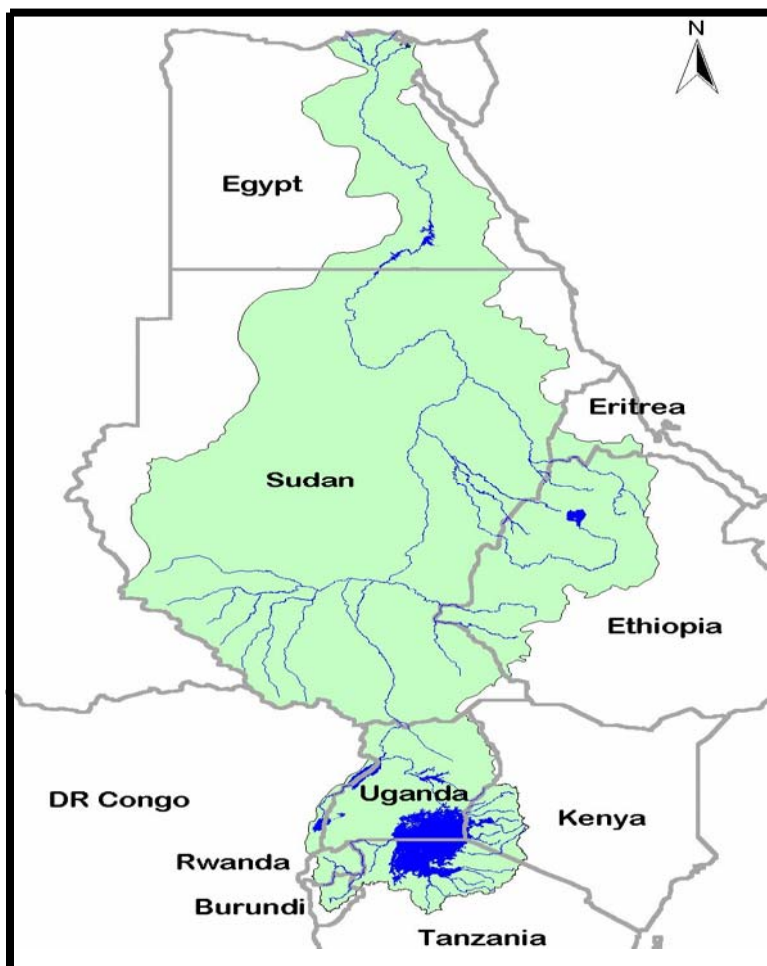 N
Egypt
Eritrea
Sudan
Ethiopia
DR Congo
Uganda
Kenya
Rwanda
Burundi
Tanzania